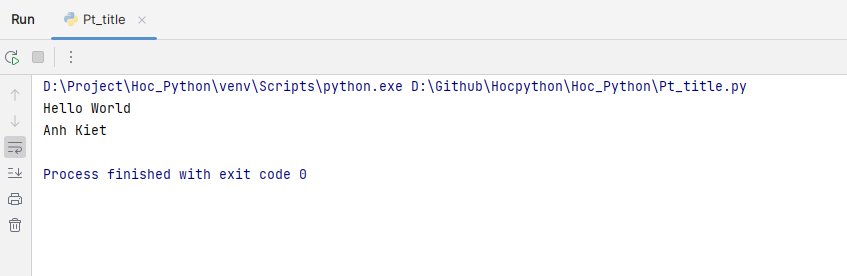 Run Pt_title
D:\Project\Hoc_Python\venv\Scripts\python.exe D:\Github\Hocpython\Hoc_Python\Pt_title.py
Hello World
Anh Kiet
Process finished with exit code 0